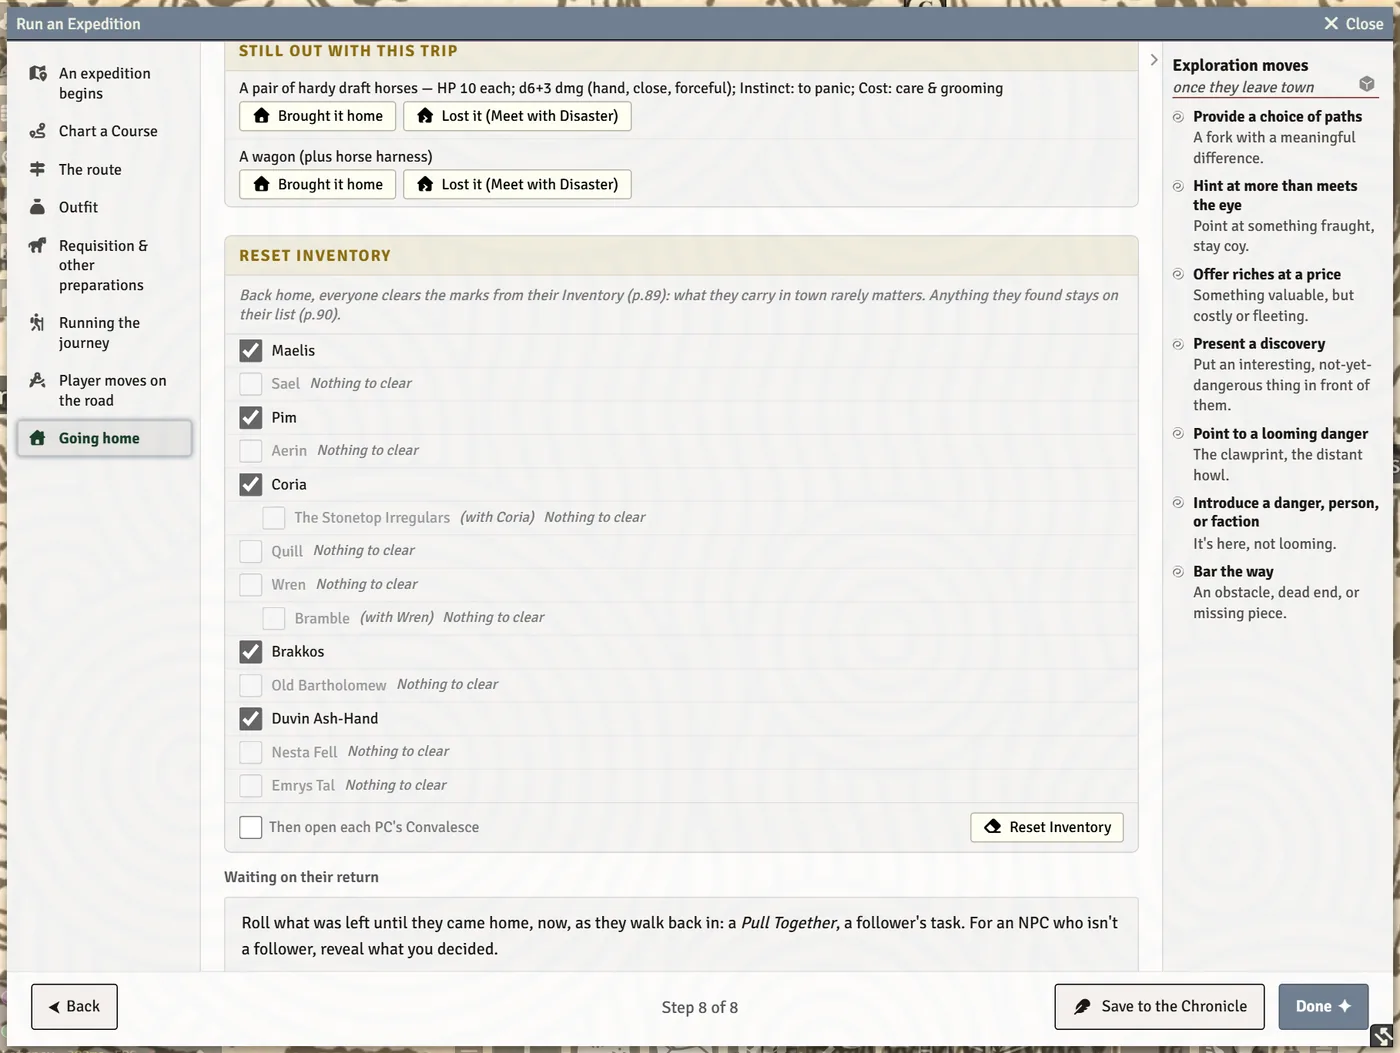 Run an Expedition
Close
An expedition
begins
Chart a Course
The route
Outfit
Requisition &
other
preparations
Running the
journey
Player moves on
the road
Going home
STILL OUT WITH THIS TRIP
A pair of hardy draft horses — HP 10 each; d6+3 dmg (hand, close, forceful); Instinct: to panic; Cost: care & grooming
Brought it home
Lost it (Meet with Disaster)
A wagon (plus horse harness)
Brought it home
Lost it (Meet with Disaster)
RESET INVENTORY
Back home, everyone clears the marks from their Inventory (p.89): what they carry in town rarely matters. Anything they found stays on
their list (p.90).
Maelis
Sael Nothing to clear
Pim
Aerin Nothing to clear
Coria
The Stonetop Irregulars (with Coria) Nothing to clear
Quill Nothing to clear
Wren Nothing to clear
Bramble (with Wren) Nothing to clear
Brakkos
Old Bartholomew Nothing to clear
Duvin Ash-Hand
Nesta Fell Nothing to clear
Emrys Tal Nothing to clear
Then open each PC's Convalesce
Reset Inventory
Waiting on their return
Roll what was left until they came home, now, as they walk back in: a Pull Together, a follower's task. For an NPC who isn't
a follower, reveal what you decided.
Exploration moves
once they leave town
Provide a choice of paths
A fork with a meaningful
difference.
Hint at more than meets
the eye
Point at something fraught,
stay coy.
Offer riches at a price
Something valuable, but
costly or fleeting.
Present a discovery
Put an interesting, not-yet-
dangerous thing in front of
them.
Point to a looming danger
The clawprint, the distant
howl.
Introduce a danger, person,
or faction
It's here, not looming.
Bar the way
An obstacle, dead end, or
missing piece.
Back
Step 8 of 8
Save to the Chronicle
Done